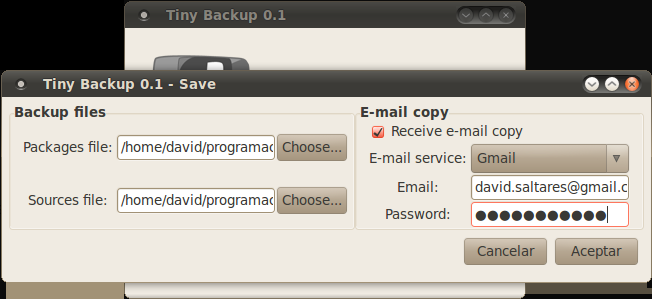 Tiny Backup 0.1
Tiny Backup 0.1 - Save
Backup files
Packages file: /home/david/programac Choose...
Sources file: /home/david/programac Choose...
E-mail copy
Receive e-mail copy
E-mail service: Gmail
Email: david.saltares@gmail.c
Password: ●●●●●●●●●●●
Cancelar Aceptar